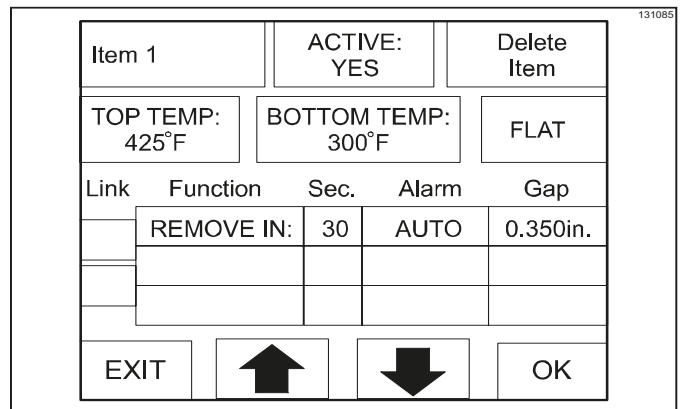 131085
Item 1
ACTIVE:
YES
Delete
Item
TOP TEMP:
425°F
BOTTOM TEMP:
300°F
FLAT
Link Function Sec. Alarm Gap
REMOVE IN: 30 AUTO 0.350in.
EXIT
OK